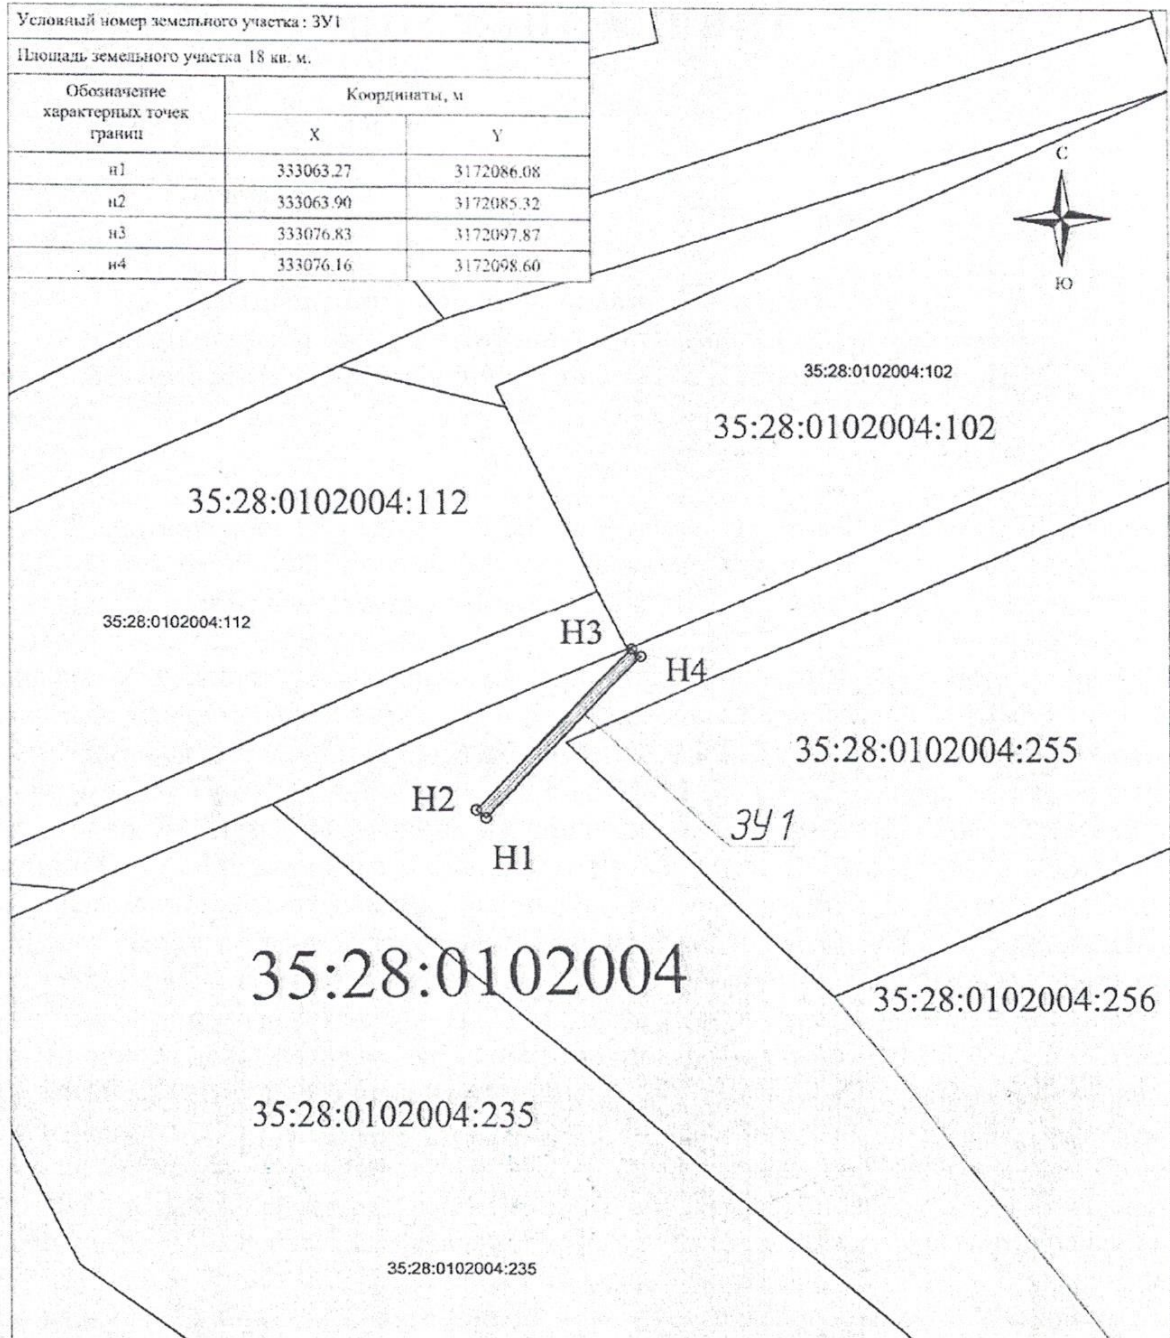 Условный номер земельного участка: ЗУ1
Площадь земельного участка 18 кв. м.
Обозначение характерных точек границ
Координаты, м
X Y
н1 333063.27 3172086.08
н2 333063.90 3172085.32
н3 333076.83 3172097.87
н4 333076.16 3172098.60
С
Ю
35:28:0102004:102
35:28:0102004:102
35:28:0102004:112
35:28:0102004:112
Н3
Н4
35:28:0102004:255
Н2
ЗУ1
Н1
35:28:0102004
35:28:0102004:256
35:28:0102004:235
35:28:0102004:235